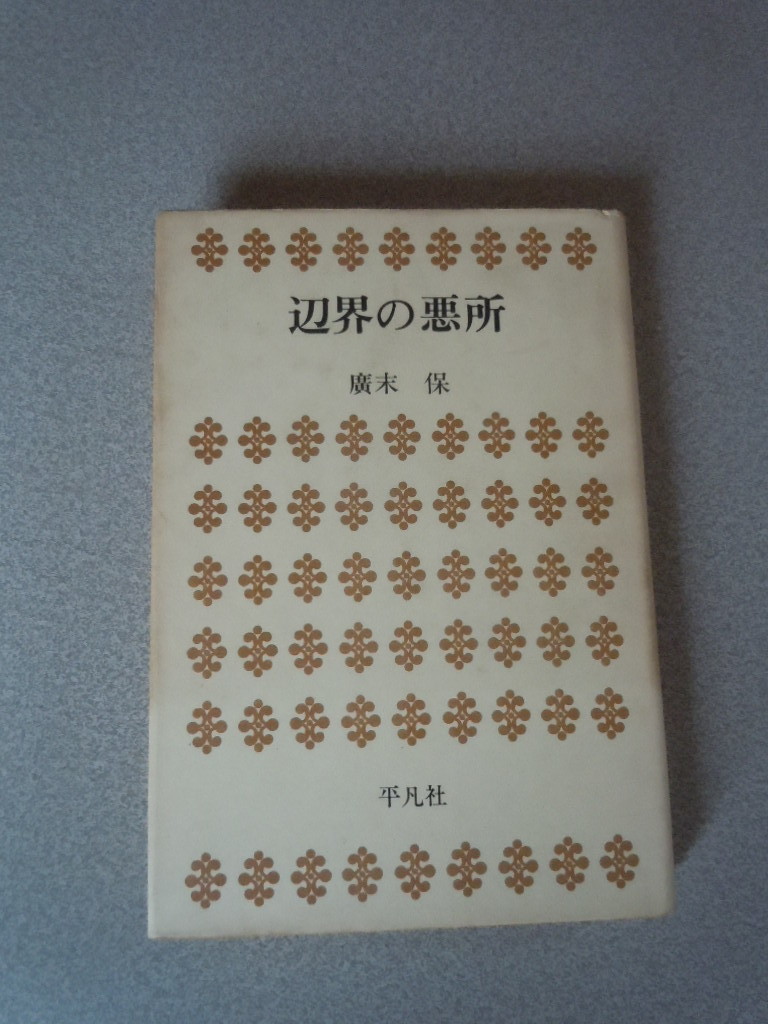 辺界の悪所
廣末　保
平凡社